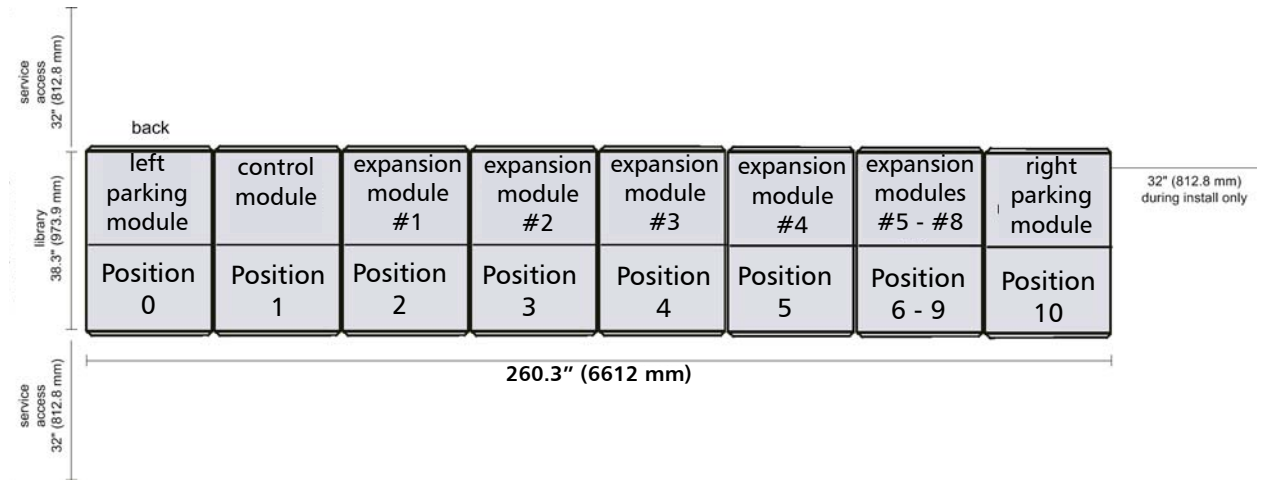 service
access
32" (812.8 mm)
back
library
38.3" (973.9 mm)
left
parking
module
control
module
expansion
module
#1
expansion
module
#2
expansion
module
#3
expansion
module
#4
expansion
modules
#5 - #8
right
parking
module
32" (812.8 mm)
during install only
Position
0
Position
1
Position
2
Position
3
Position
4
Position
5
Position
6 - 9
Position
10
260.3” (6612 mm)
service
access
32" (812.8 mm)